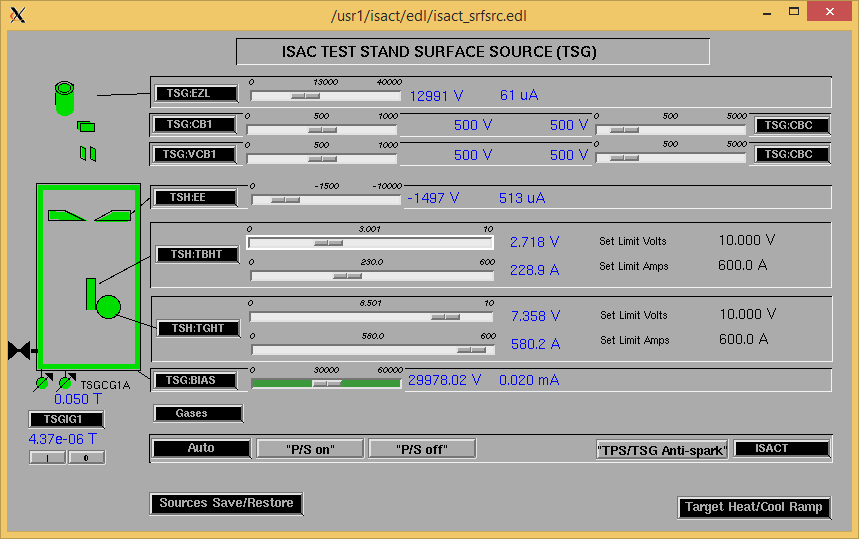 /usr1/isact/edl/isact_srfsrc.edl
ISAC TEST STAND SURFACE SOURCE (TSG)
0 13000 40000
TSG:EZL 12991 V 61 uA
0 500 1000 0 500 5000
TSG:CB1 500 V 500 V TSG:CBC
0 500 1000 0 500 5000
TSG:VCB1 500 V 500 V TSG:CBC
0 -1500 -10000
TSH:EE -1497 V 513 uA
0 3.001 10
2.718 V Set Limit Volts 10.000 V
TSH:TBHT
0 230.0 600
228.9 A Set Limit Amps 600.0 A
0 8.501 10
7.358 V Set Limit Volts 10.000 V
TSH:TGHT
0 580.0 600
580.2 A Set Limit Amps 600.0 A
0 30000 60000
TSG:BIAS 29978.02 V 0.020 mA
TSGCG1A
0.050 T
Gases
TSGIG1
4.37e-06 T
I 0
Auto "P/S on" "P/S off" "TPS/TSG Anti-spark" ISACT
Sources Save/Restore
Target Heat/Cool Ramp